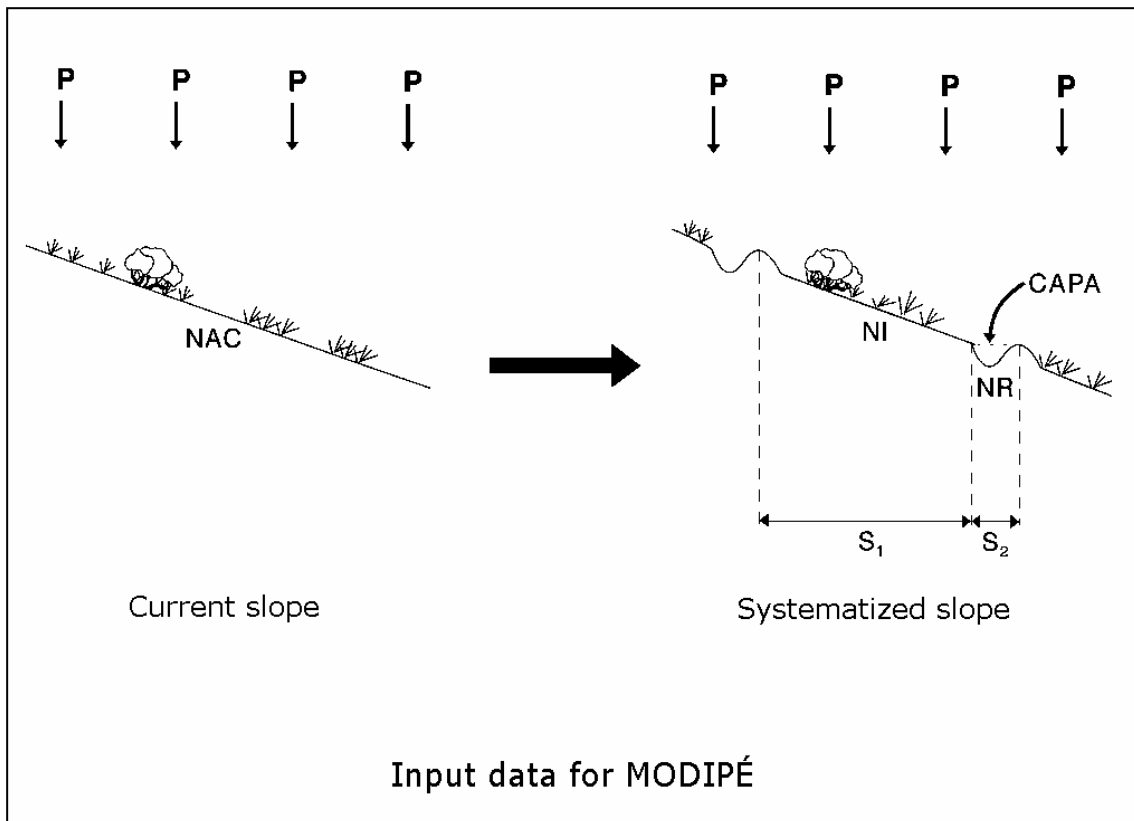 P P P P
P P P P
NAC
CAPA
NI
NR
S₁ S₂
Current slope
Systematized slope
Input data for MODIPÉ